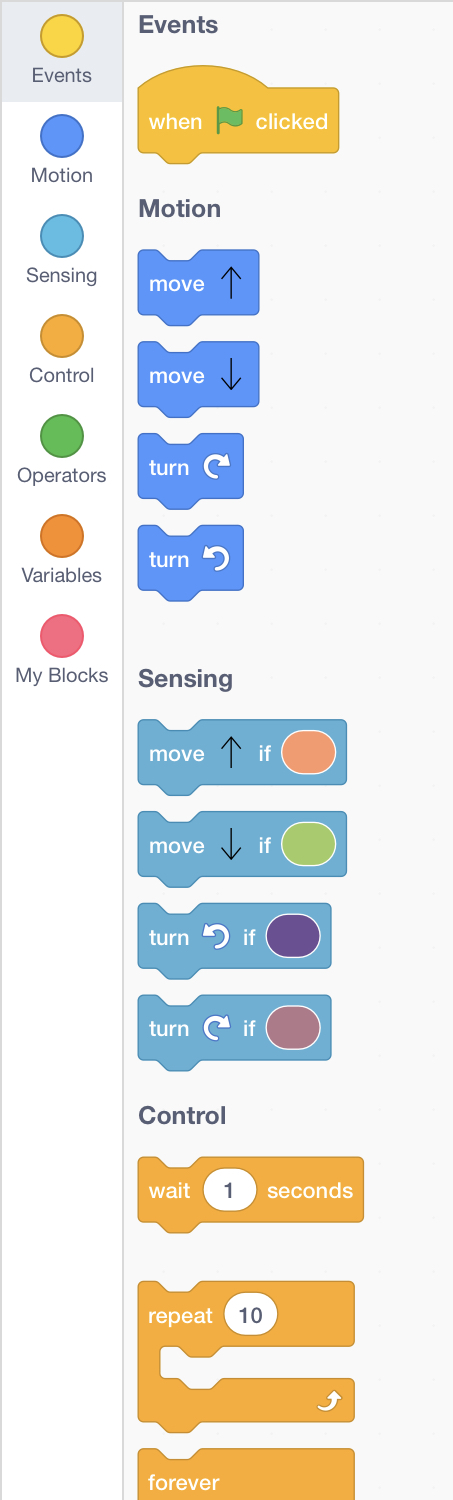 Events
Motion
Sensing
Control
Operators
Variables
My Blocks
Events
when clicked
Motion
move
move
turn
turn
Sensing
move if
move if
turn if
turn if
Control
wait 1 seconds
repeat 10
forever